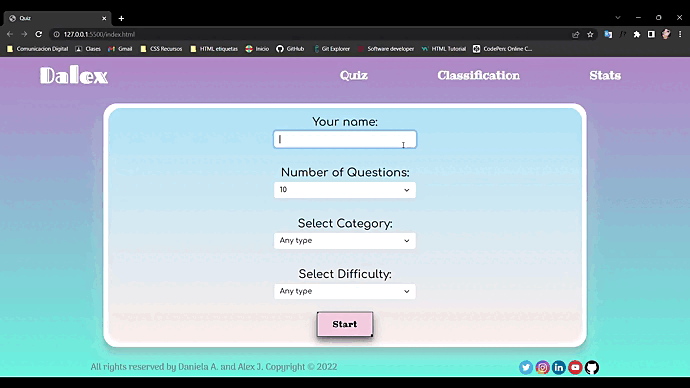 Quiz
127.0.0.1:5500/index.html
Comunicacion Digital Clases Gmail CSS Recursos HTML etiquetas Inicio GitHub Git Explorer Software developer HTML Tutorial CodePerc Online C...
Dalex Quiz Classification Stats
Your name:
Number of Questions:
10
Select Category:
Any type
Select Difficulty:
Any type
Start
All rights reserved by Daniela A. and Alex J. Copyright © 2022